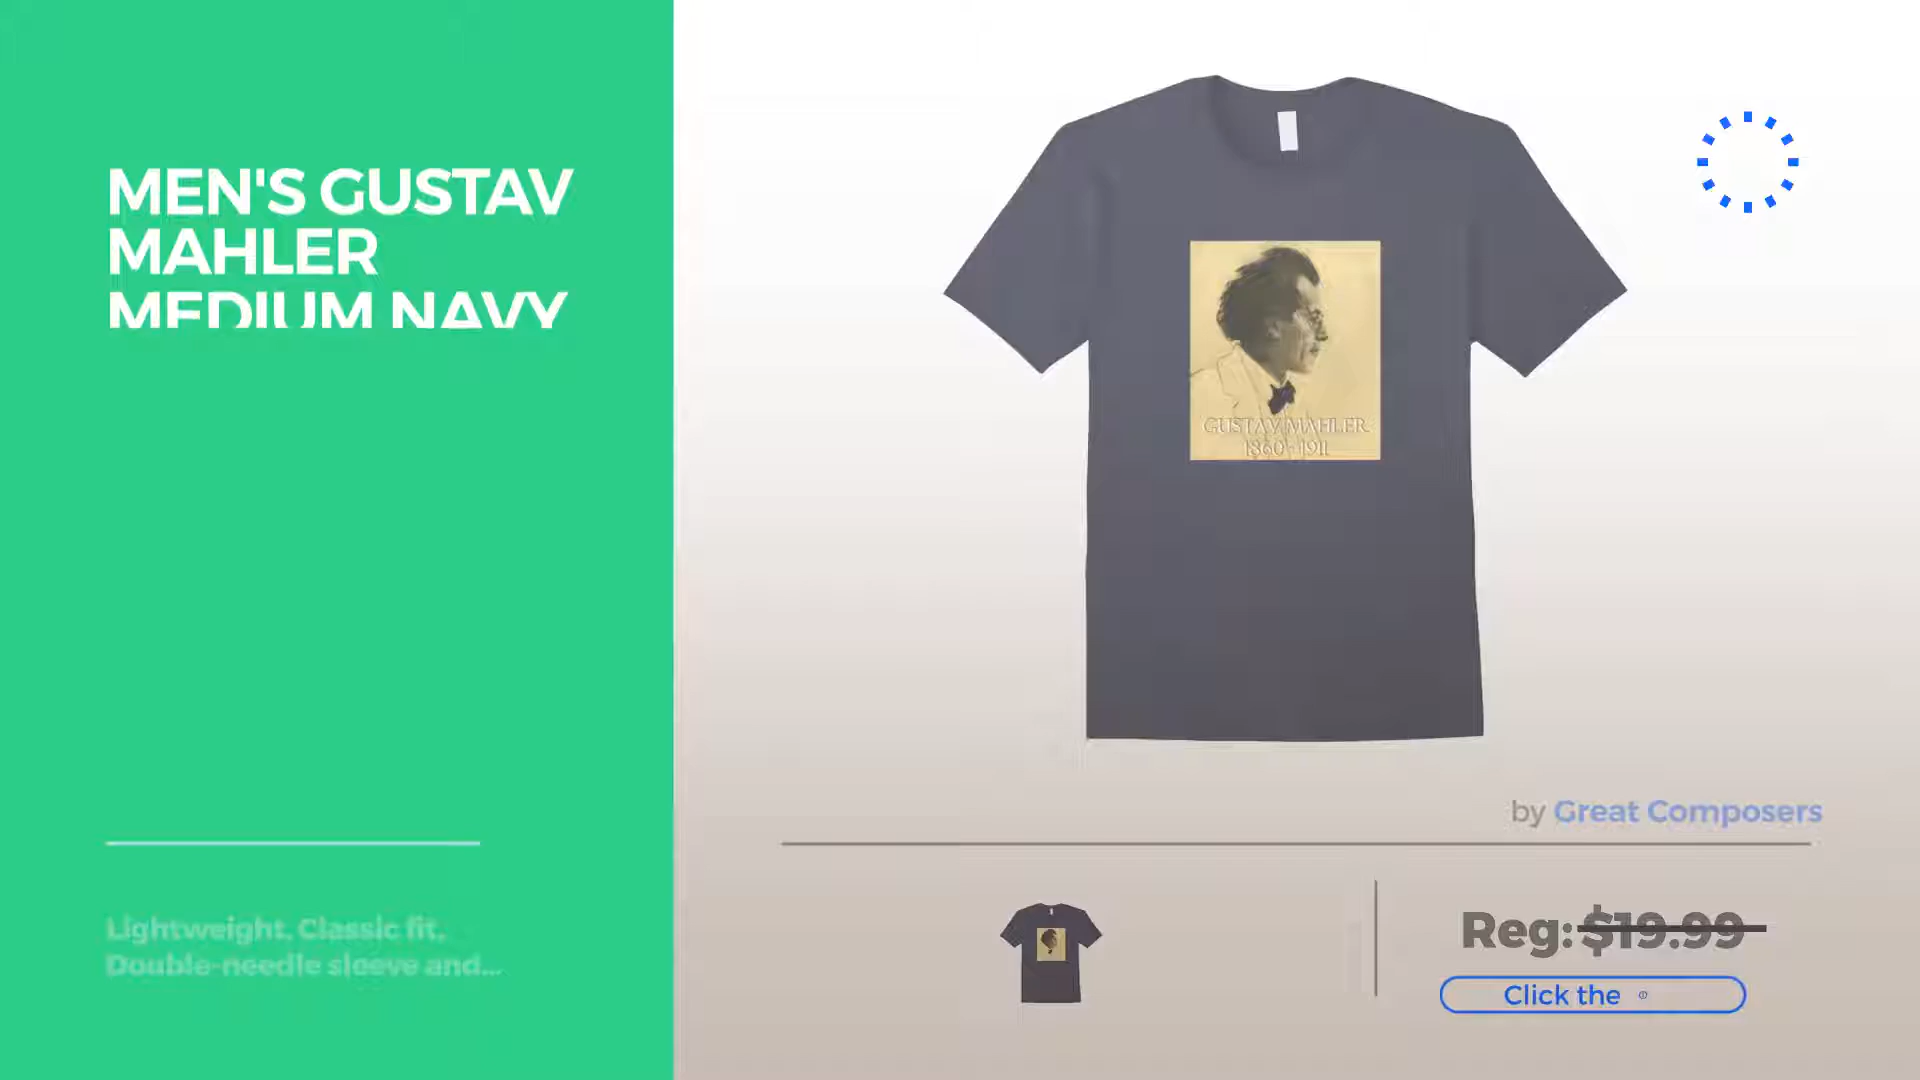 MEN'S GUSTAV
MAHLER
MEDIUM NAVY
GUSTAV MAHLER
1860 - 1911
by Great Composers
Lightweight. Classic fit.
Double-needle sleeve and...
Reg: $19.99
Click the